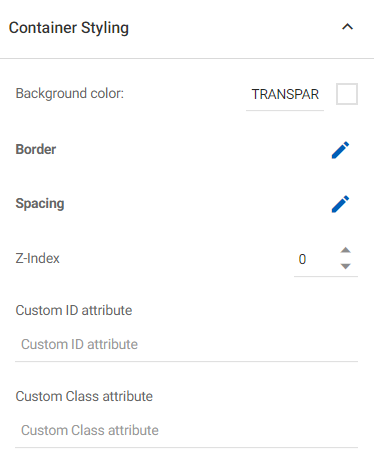 Container Styling
Background color: TRANSPAR
Border
Spacing
Z-Index 0
Custom ID attribute
Custom ID attribute
Custom Class attribute
Custom Class attribute